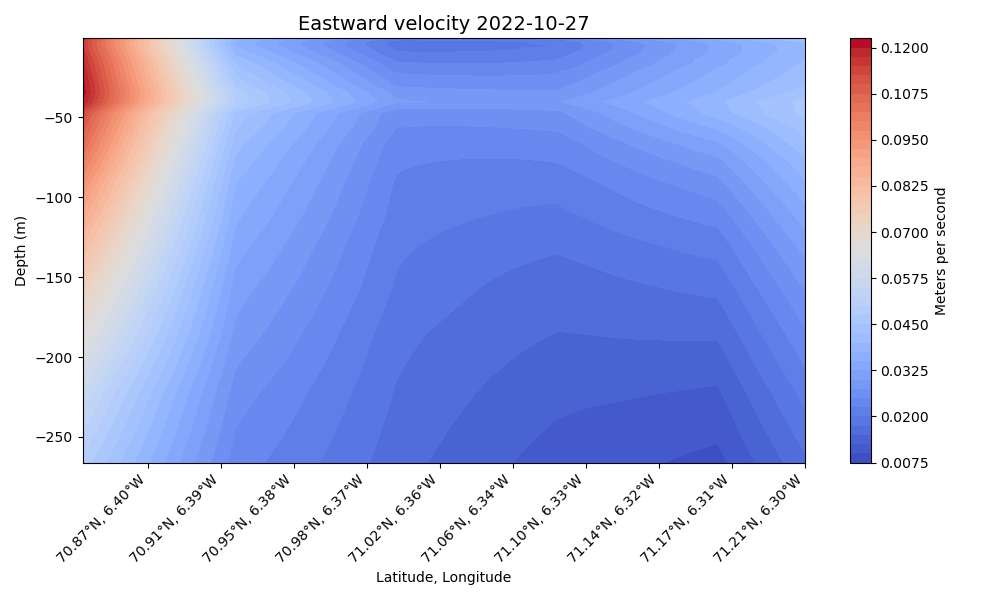 Eastward velocity 2022-10-27
Depth (m)
−50
−100
−150
−200
−250
70.87°N, 6.40°W
70.91°N, 6.39°W
70.95°N, 6.38°W
70.98°N, 6.37°W
71.02°N, 6.36°W
71.06°N, 6.34°W
71.10°N, 6.33°W
71.14°N, 6.32°W
71.17°N, 6.31°W
71.21°N, 6.30°W
Latitude, Longitude
0.1200
0.1075
0.0950
0.0825
0.0700
0.0575
0.0450
0.0325
0.0200
0.0075
Meters per second